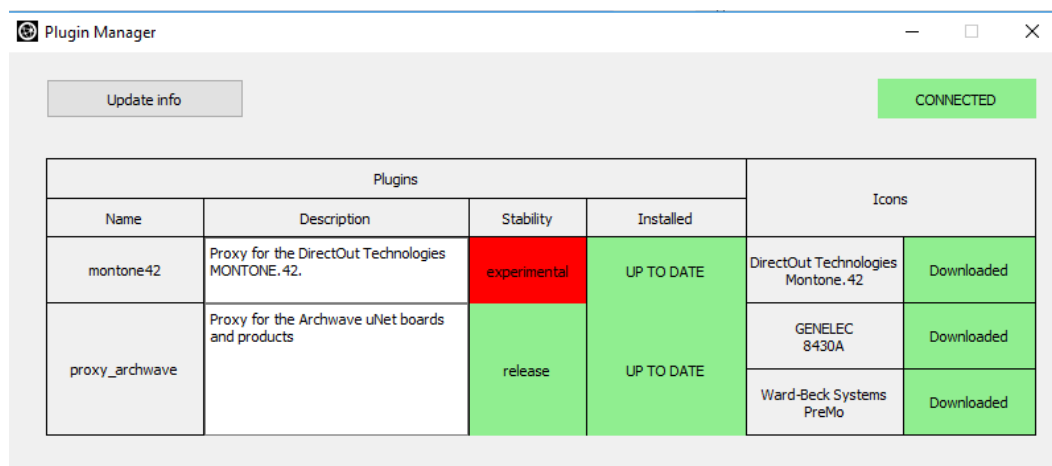 Plugin Manager
Update info
CONNECTED
Plugins
Icons
Name
Description
Stability
Installed
montone42
Proxy for the DirectOut Technologies
MONTONE.42.
experimental
UP TO DATE
DirectOut Technologies
Montone.42
Downloaded
proxy_archwave
Proxy for the Archwave uNet boards
and products
release
UP TO DATE
GENELEC
8430A
Downloaded
Ward-Beck Systems
PreMo
Downloaded